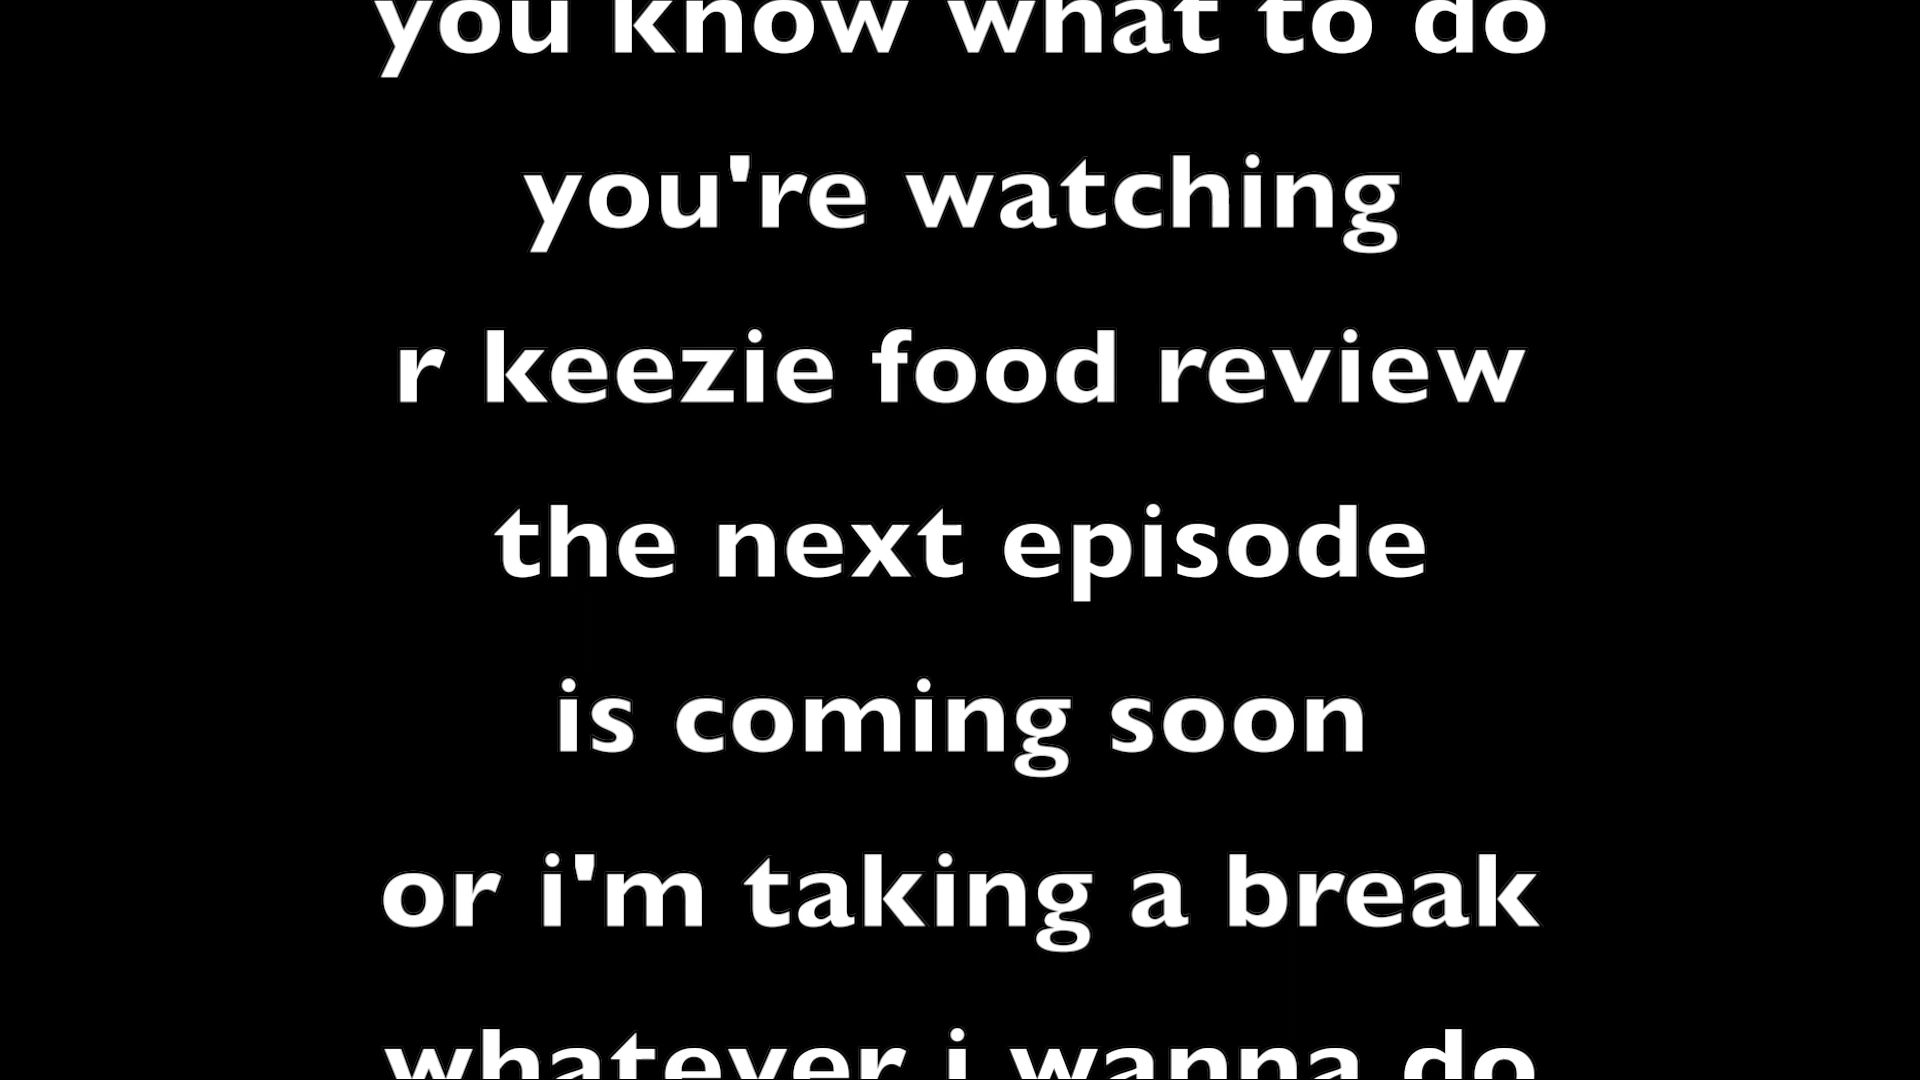 you know what to do
you're watching
r keezie food review
the next episode
is coming soon
or i'm taking a break
whatever i wanna do